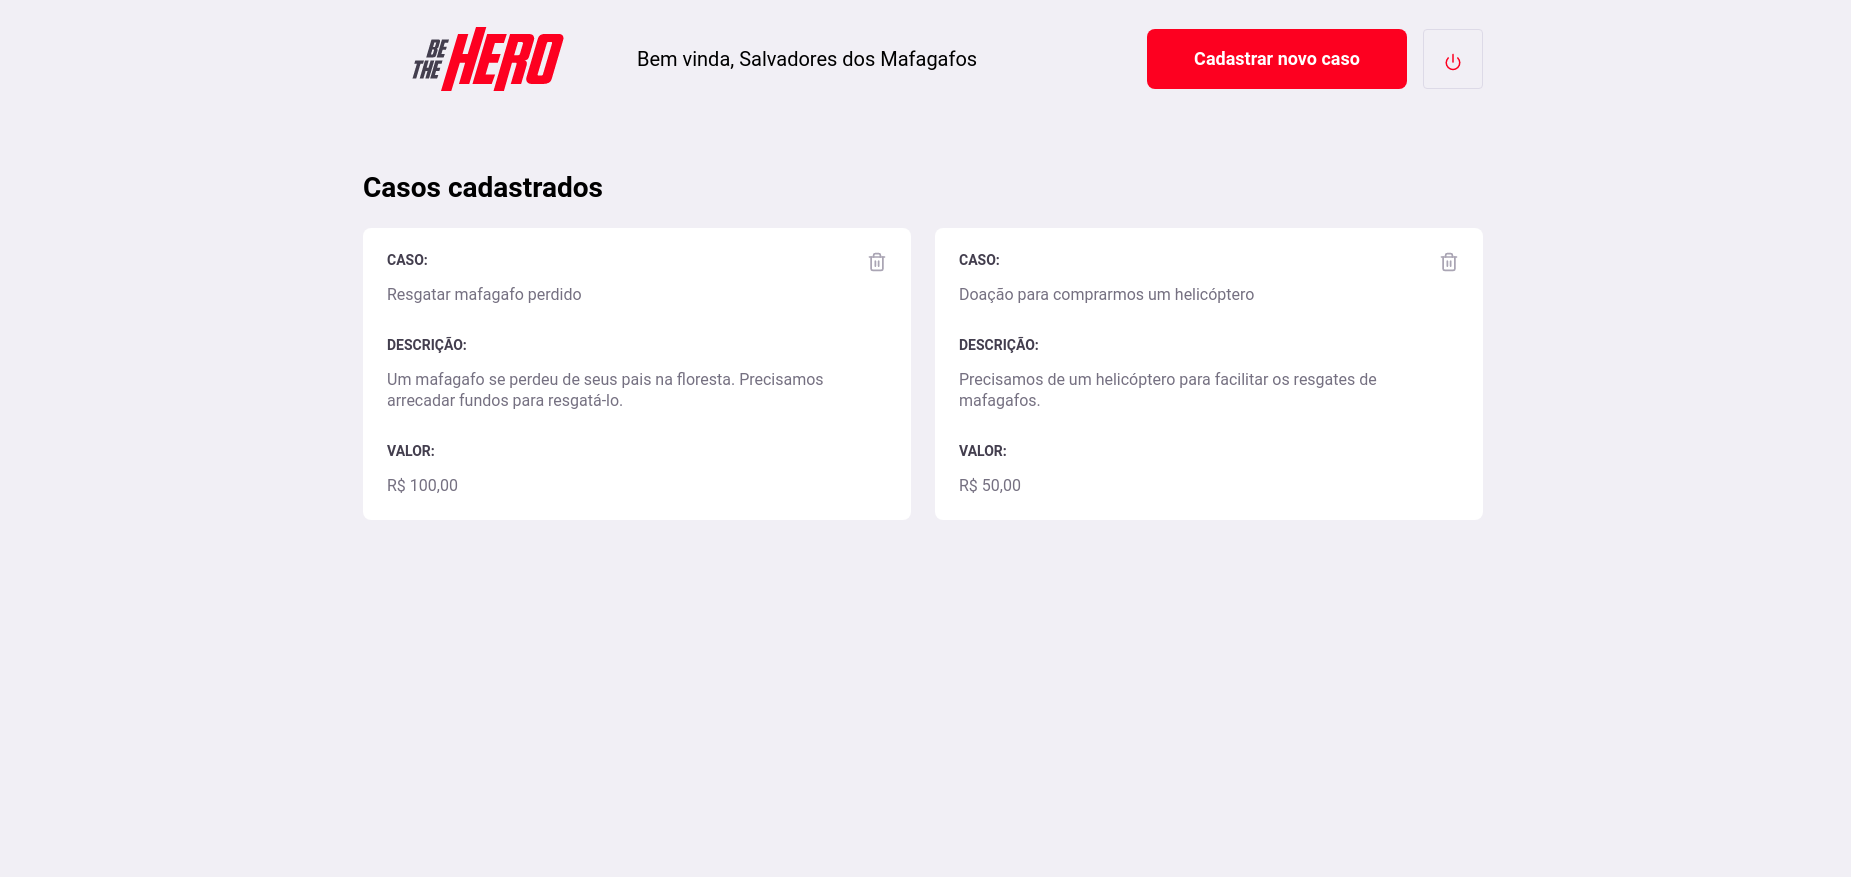 BE
THE
HERO
Bem vinda, Salvadores dos Mafagafos
Cadastrar novo caso
Casos cadastrados
CASO:
Resgatar mafagafo perdido
DESCRIÇÃO:
Um mafagafo se perdeu de seus pais na floresta. Precisamos
arrecadar fundos para resgatá-lo.
VALOR:
R$ 100,00
CASO:
Doação para comprarmos um helicóptero
DESCRIÇÃO:
Precisamos de um helicóptero para facilitar os resgates de
mafagafos.
VALOR:
R$ 50,00